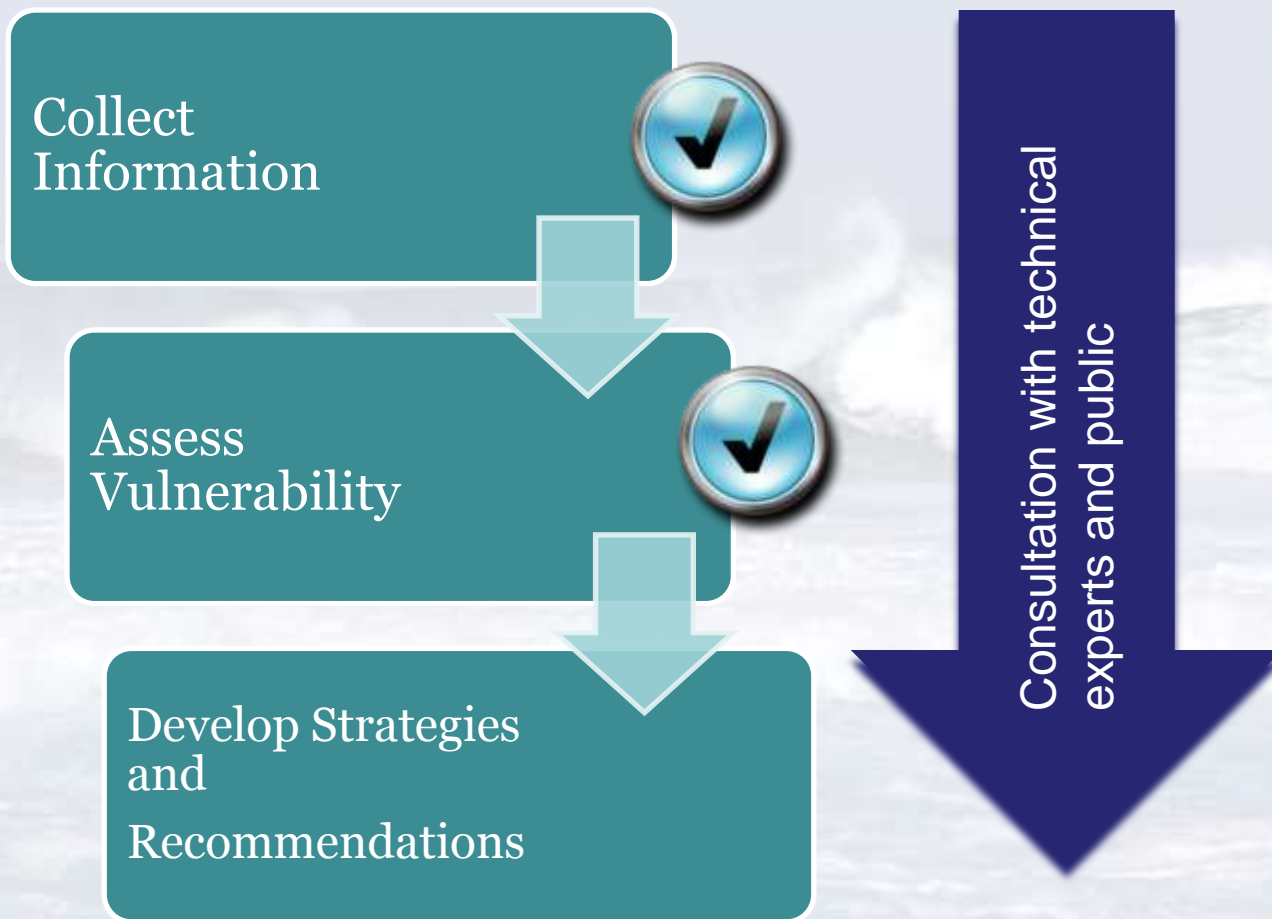 Collect
Information
Assess
Vulnerability
Develop Strategies
and
Recommendations
Consultation with technical
experts and public